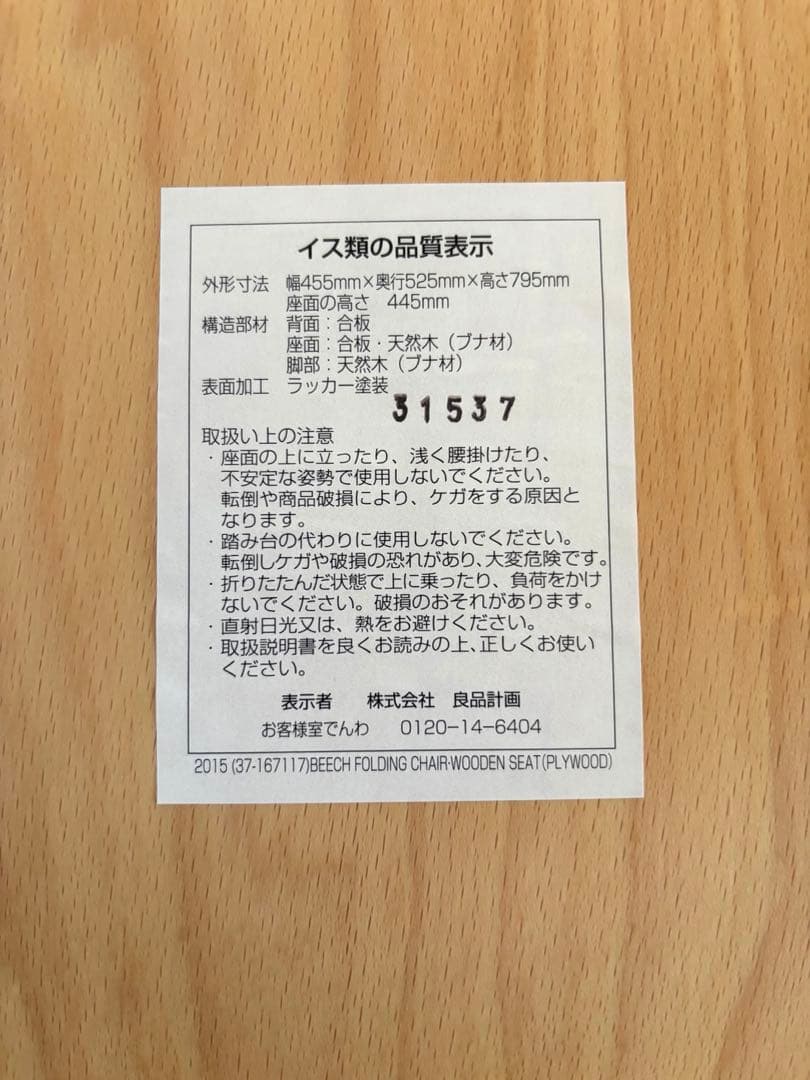 イス類の品質表示
外形寸法 幅455mm×奥行525mm×高さ795mm
座面の高さ 445mm
構造部材 背面：合板
座面：合板・天然木（ブナ材）
脚部：天然木（ブナ材）
表面加工 ラッカー塗装
31537
取扱い上の注意
・座面の上に立ったり、浅く腰掛けたり、
不安定な姿勢で使用しないでください。
転倒や商品破損により、ケガをする原因と
なります。
・踏み台の代わりに使用しないでください。
転倒しケガや破損の恐れがあり、大変危険です。
・折りたたんだ状態で上に乗ったり、負荷をかけ
ないでください。破損のおそれがあります。
・直射日光又は、熱をお避けください。
・取扱説明書を良くお読みの上、正しくお使い
ください。
表示者 株式会社 良品計画
お客様室でんわ 0120−14−6404
2015 (37-167117)BEECH FOLDING CHAIR･WOODEN SEAT(PLYWOOD)